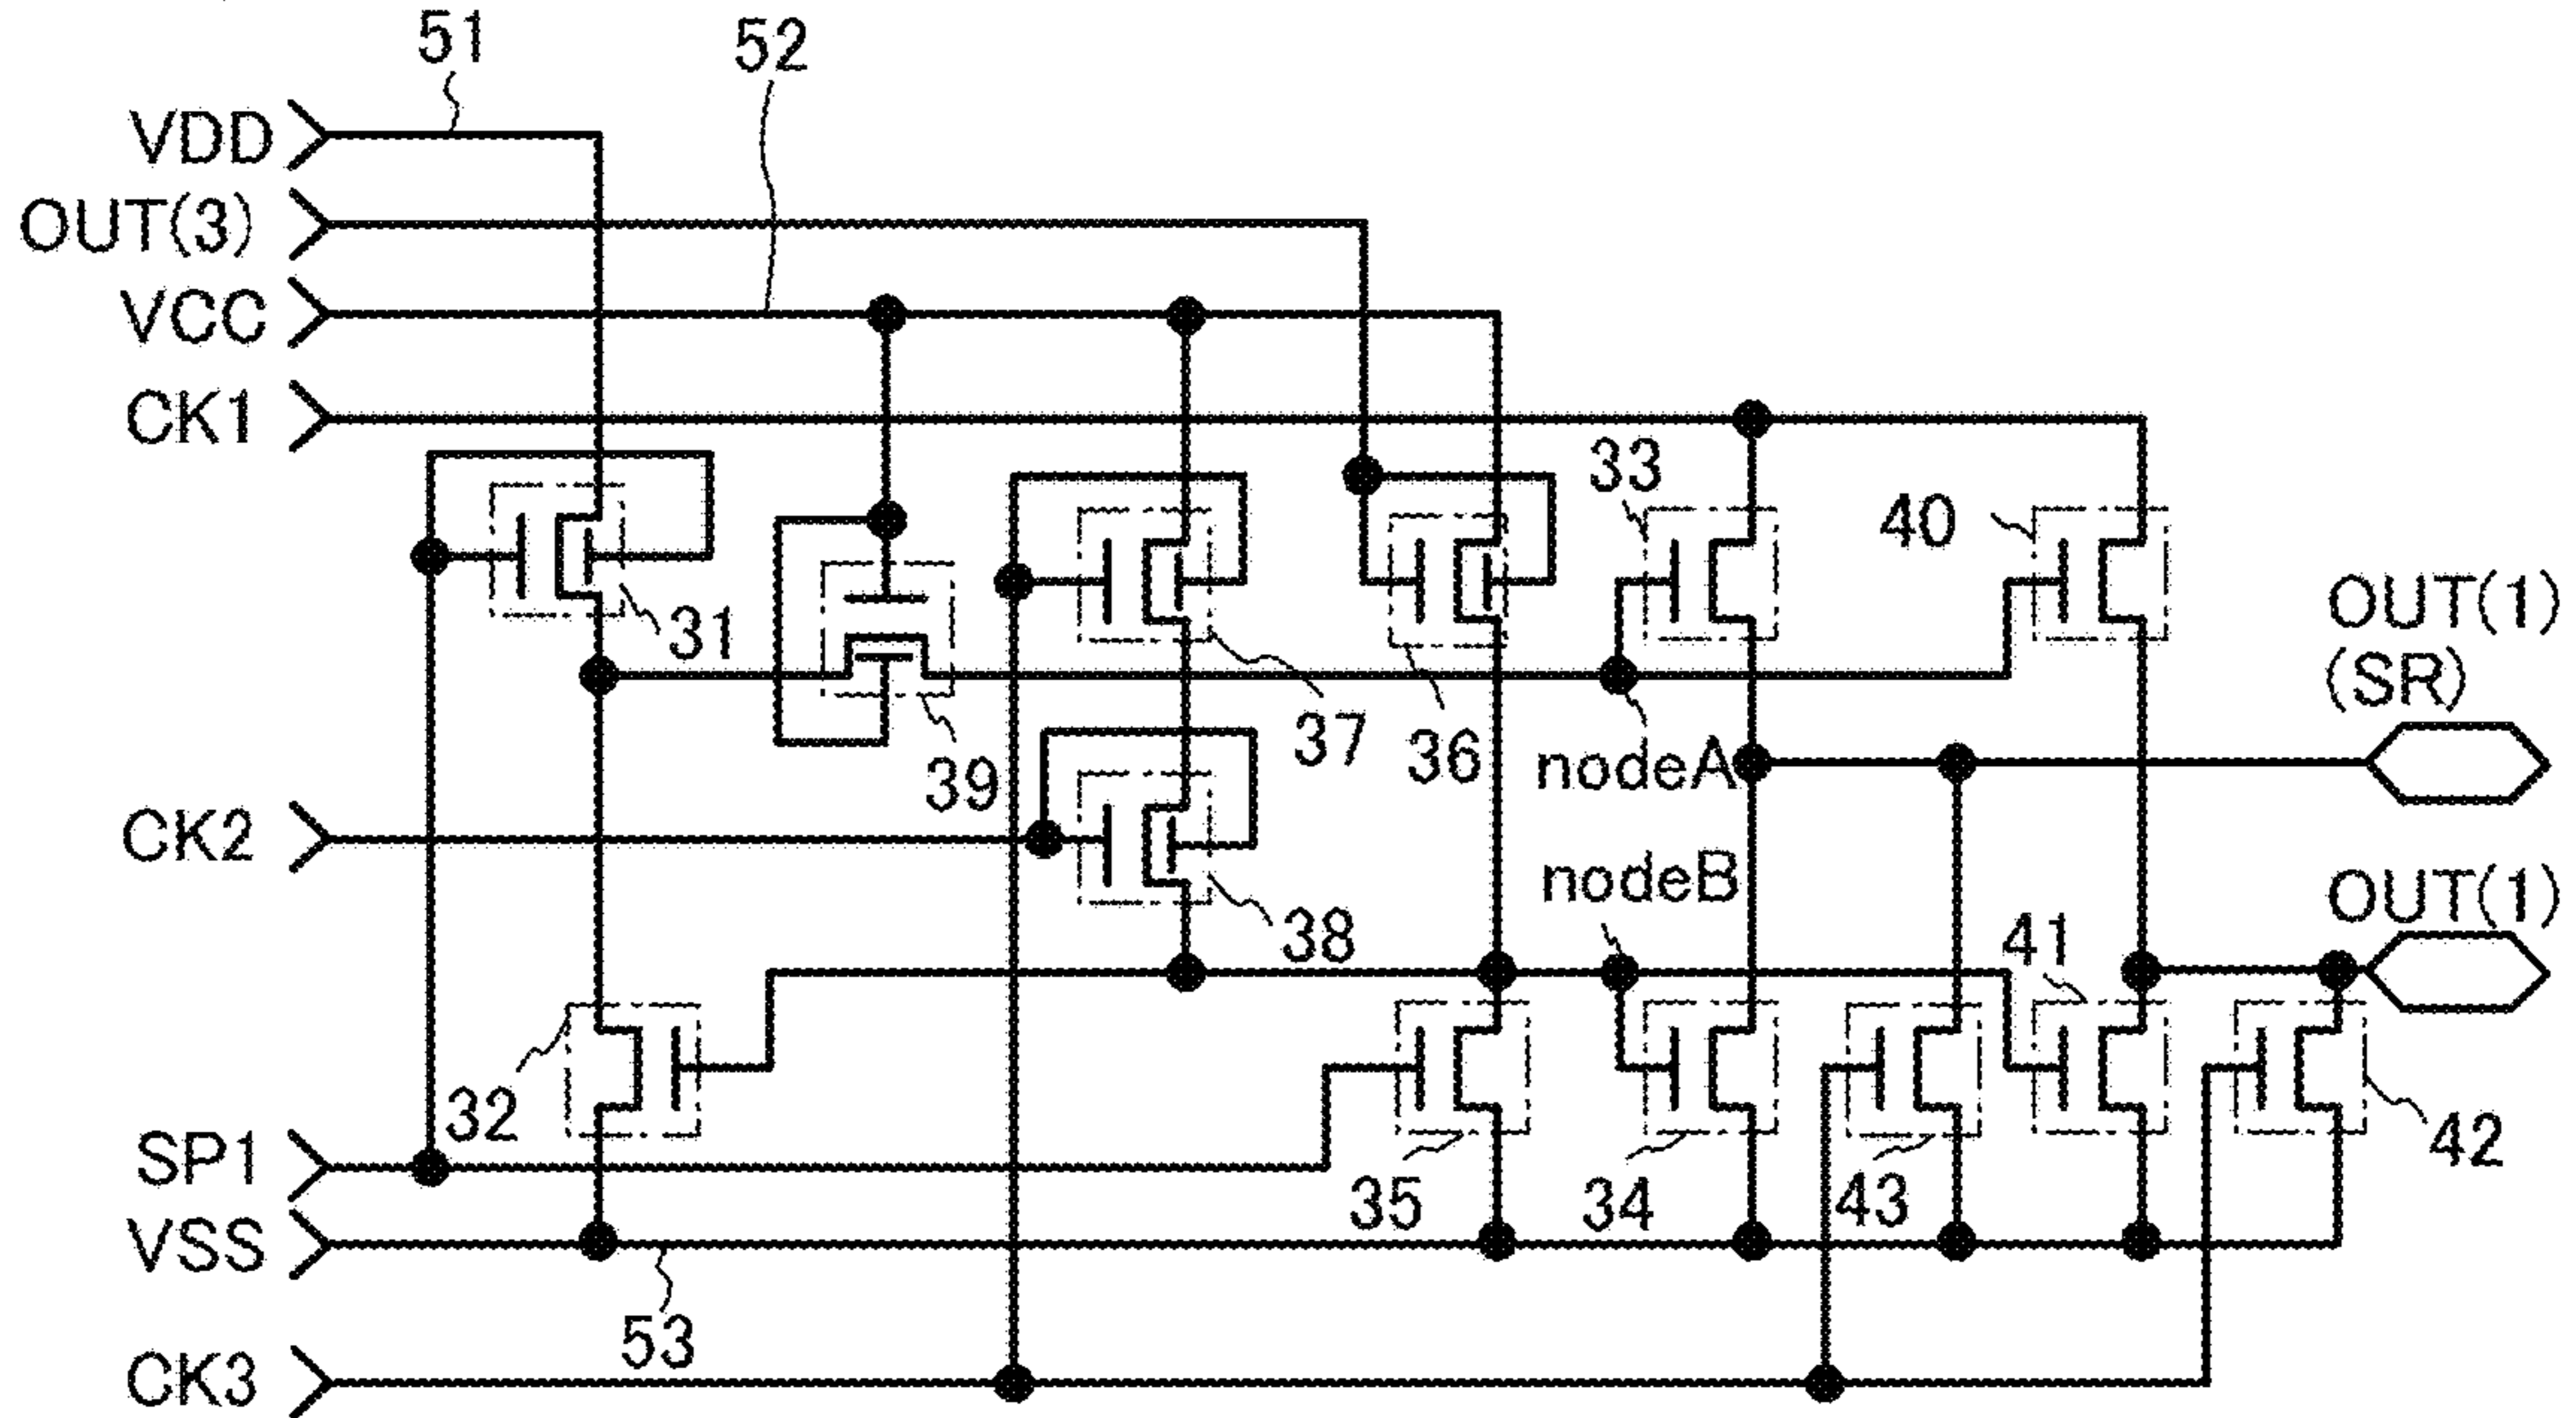 51
52
VDD
OUT(3)
VCC
CK1
33
40
OUT(1)
(SR)
31
37
36
nodeA
39
CK2
nodeB
OUT(1)
38
41
32
SP1
35
34
43
42
VSS
53
CK3